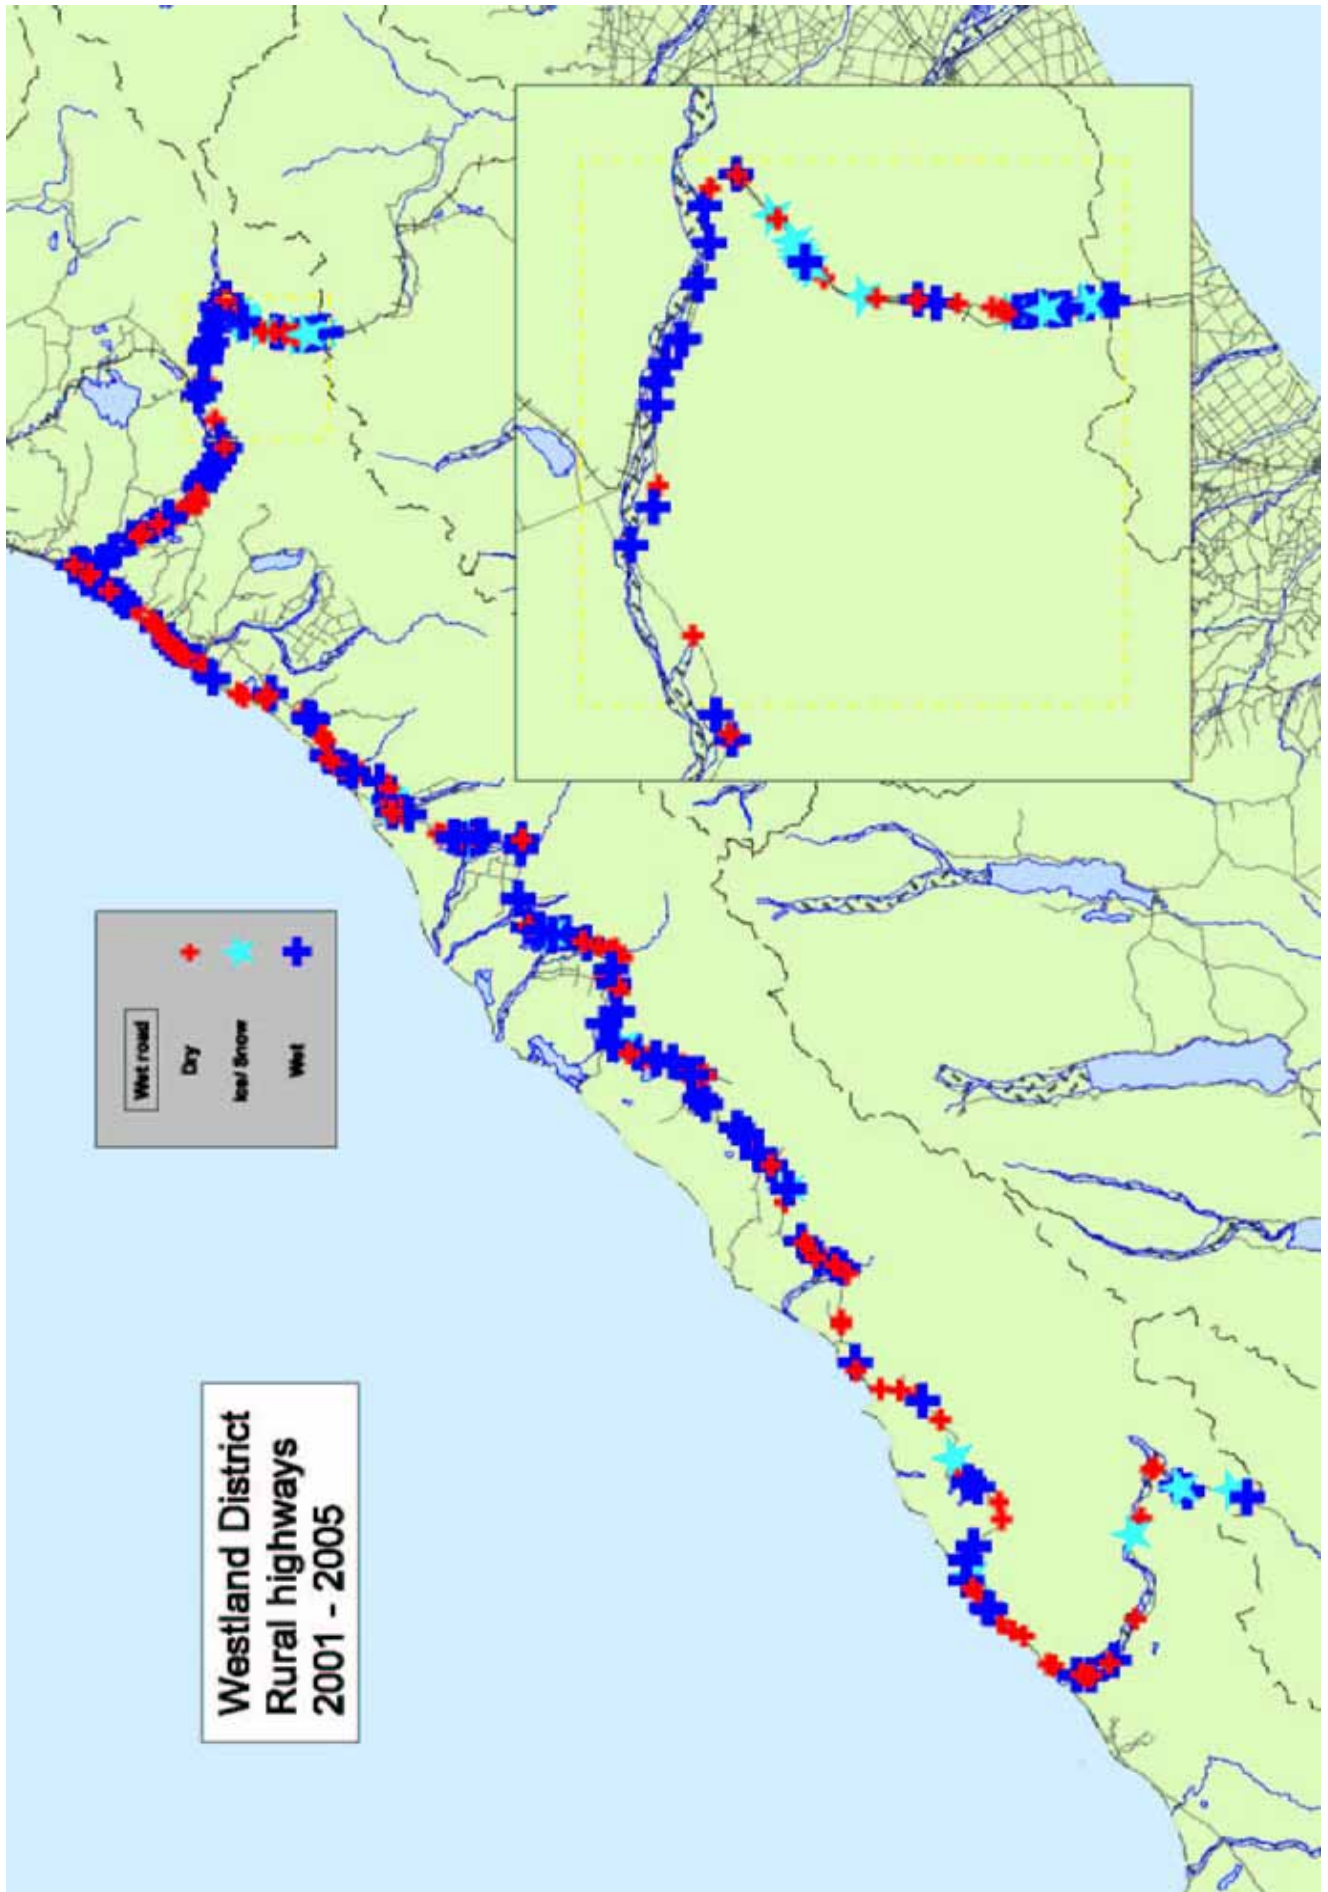 Westland District
Rural highways
2001 - 2005
Wet road
Dry
Ice/ Snow
Wet